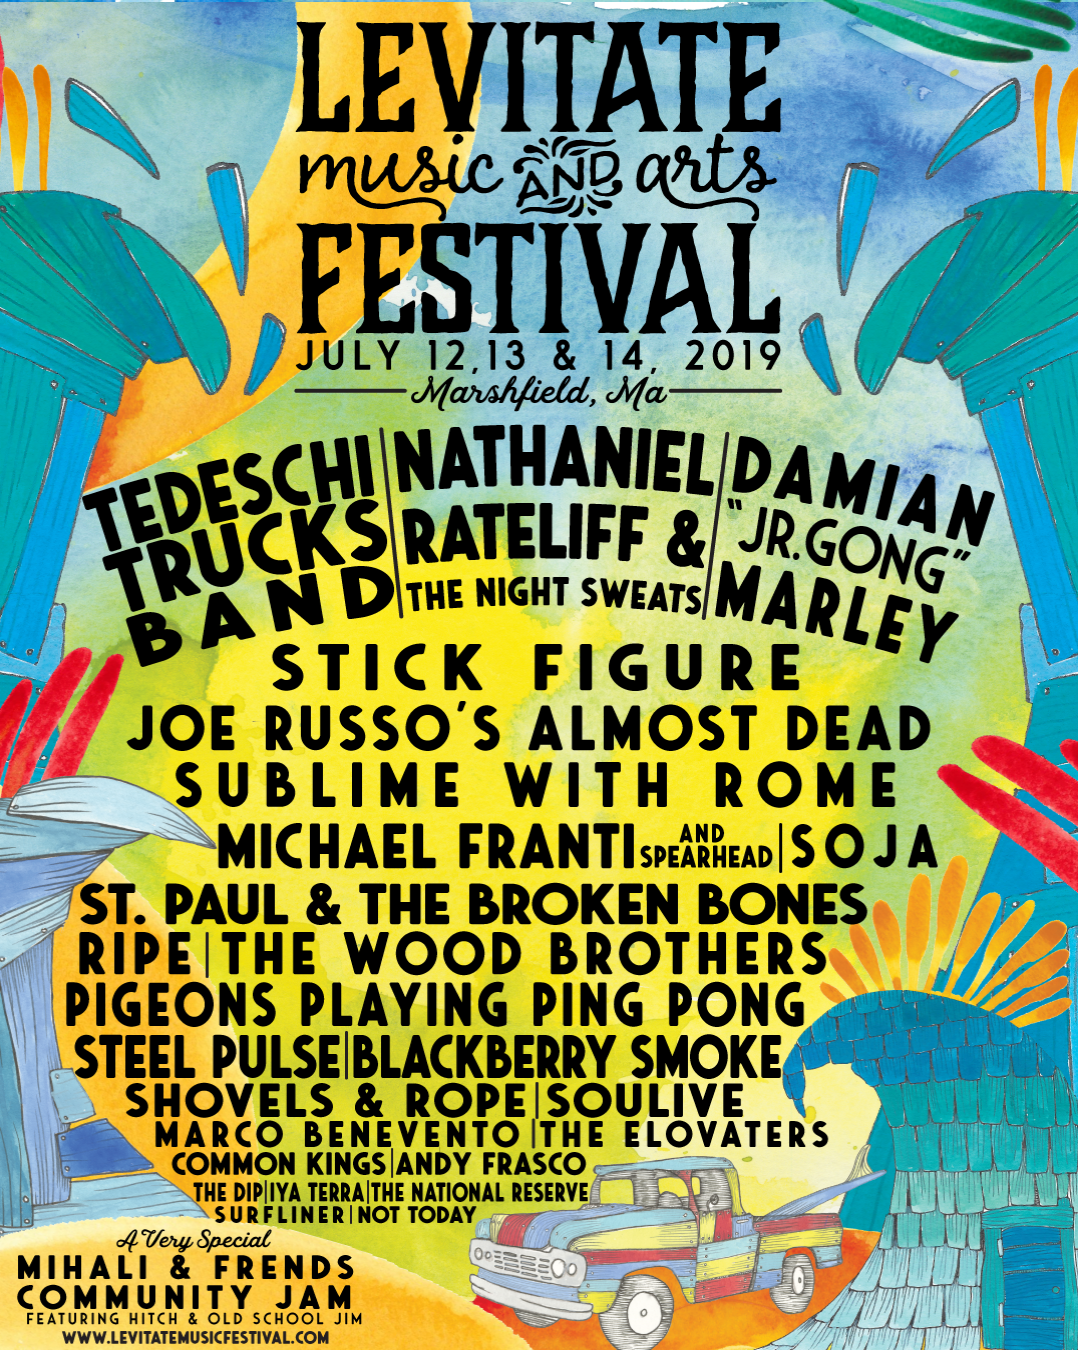 LEVITATE
music AND arts
FESTIVAL
JULY 12, 13 & 14, 2019
Marshfield, Ma
TEDESCHI
TRUCKS
BAND
NATHANIEL
RATELIFF &
THE NIGHT SWEATS
DAMIAN
"JR. GONG"
MARLEY
STICK FIGURE
JOE RUSSO'S ALMOST DEAD
SUBLIME WITH ROME
MICHAEL FRANTI AND SPEARHEAD | SOJA
ST. PAUL & THE BROKEN BONES
RIPE | THE WOOD BROTHERS
PIGEONS PLAYING PING PONG
STEEL PULSE | BLACKBERRY SMOKE
SHOVELS & ROPE | SOULIVE
MARCO BENEVENTO | THE ELOVATERS
COMMON KINGS | ANDY FRASCO
THE DIP | IYA TERRA | THE NATIONAL RESERVE
SURFLINER | NOT TODAY
A Very Special
MIHALI & FRENDS
COMMUNITY JAM
FEATURING HITCH & OLD SCHOOL JIM
WWW.LEVITATEMUSICFESTIVAL.COM